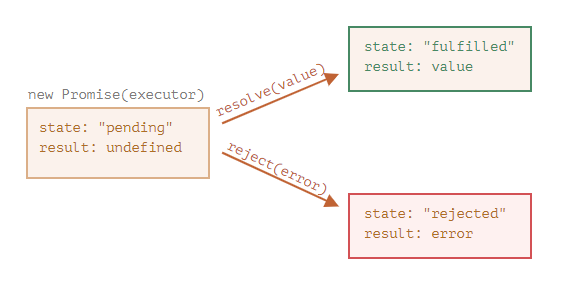 new Promise(executor)
state: "pending"
result: undefined
resolve(value)
reject(error)
state: "fulfilled"
result: value
state: "rejected"
result: error